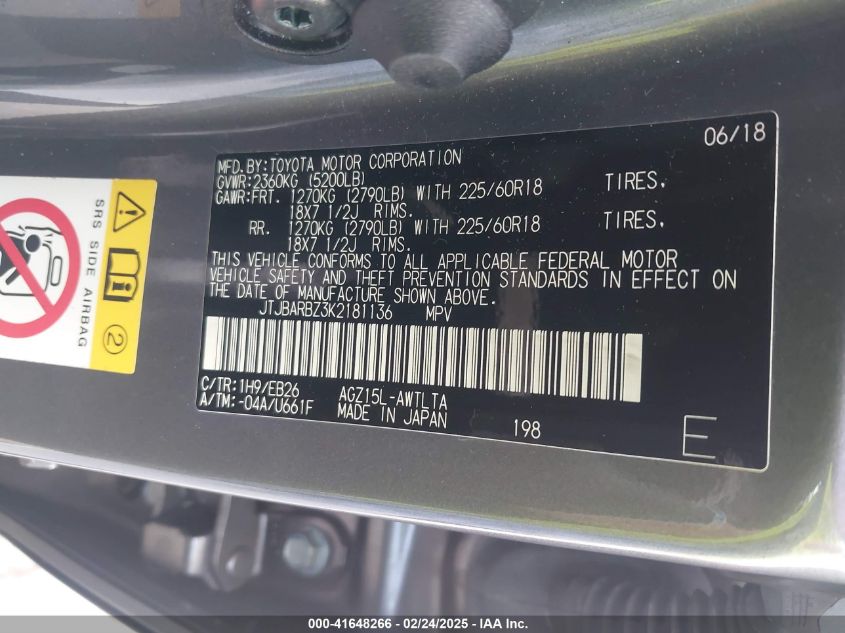 06/18
MFD. BY: TOYOTA MOTOR CORPORATION
GVWR: 2360KG (5200LB)
GAWR: FRT. 1270KG (2790LB) WITH 225/60R18 TIRES,
18X7 1/2J RIMS.
RR. 1270KG (2790LB) WITH 225/60R18 TIRES,
18X7 1/2J RIMS.
THIS VEHICLE CONFORMS TO ALL APPLICABLE FEDERAL MOTOR
VEHICLE SAFETY AND THEFT PREVENTION STANDARDS IN EFFECT ON
THE DATE OF MANUFACTURE SHOWN ABOVE.
JTJBARBZ3K2181136 MPV
C/TR: 1H9/EB26 AGZ15L-AWTLTA
A/TM: -04A/U661F MADE IN JAPAN
198
E
SRS SIDE AIRBAG
2
000-41648266 - 02/24/2025 - IAA Inc.